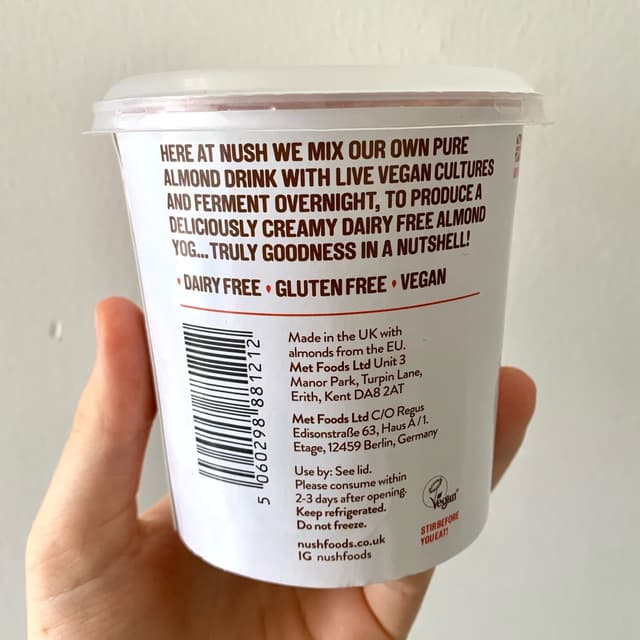 HERE AT NUSH WE MIX OUR OWN PURE
ALMOND DRINK WITH LIVE VEGAN CULTURES
AND FERMENT OVERNIGHT, TO PRODUCE A
DELICIOUSLY CREAMY DAIRY FREE ALMOND
YOG...TRULY GOODNESS IN A NUTSHELL!
• DAIRY FREE • GLUTEN FREE • VEGAN
Made in the UK with
almonds from the EU.
Met Foods Ltd Unit 3
Manor Park, Turpin Lane,
Erith, Kent DA8 2AT
Met Foods Ltd C/O Regus
Edisonstraße 63, Haus A/1.
Etage, 12459 Berlin, Germany
Use by: See lid.
Please consume within
2-3 days after opening.
Keep refrigerated.
Do not freeze.
nushfoods.co.uk
IG nushfoods
5 060298 881212
Vegan
STIR BEFORE
YOU EAT!